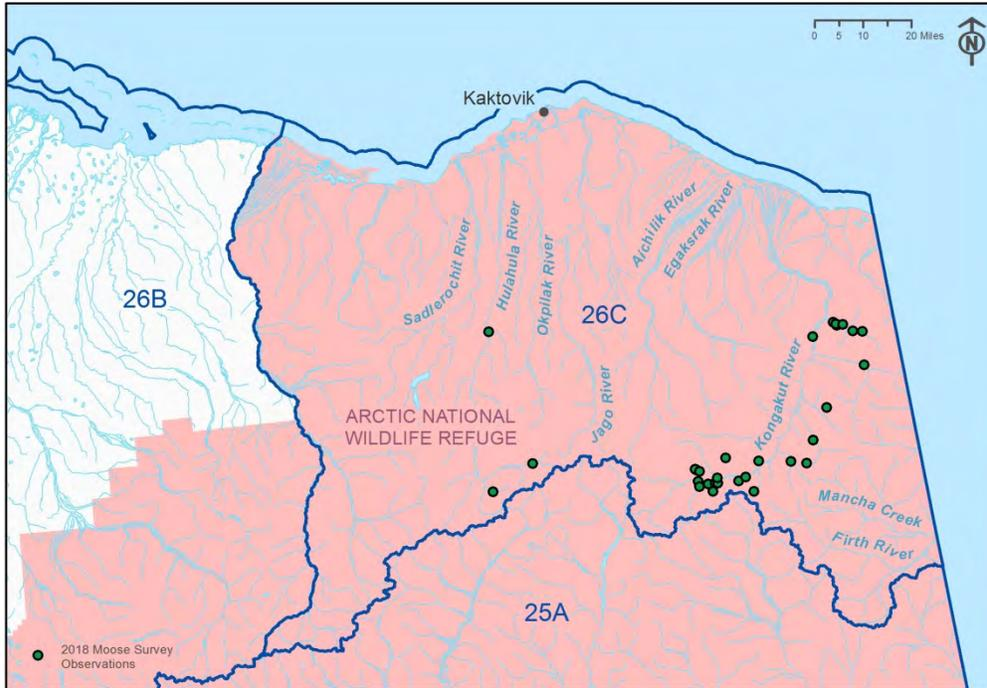 0 5 10 20 Miles
N
Kaktovik
Sadlerochit River
Hulahula River
Okpilak River
Aichilik River
Egaksrak River
26B
26C
Jago River
Kongakut River
ARCTIC NATIONAL
WILDLIFE REFUGE
Mancha Creek
Firth River
25A
2018 Moose Survey
Observations